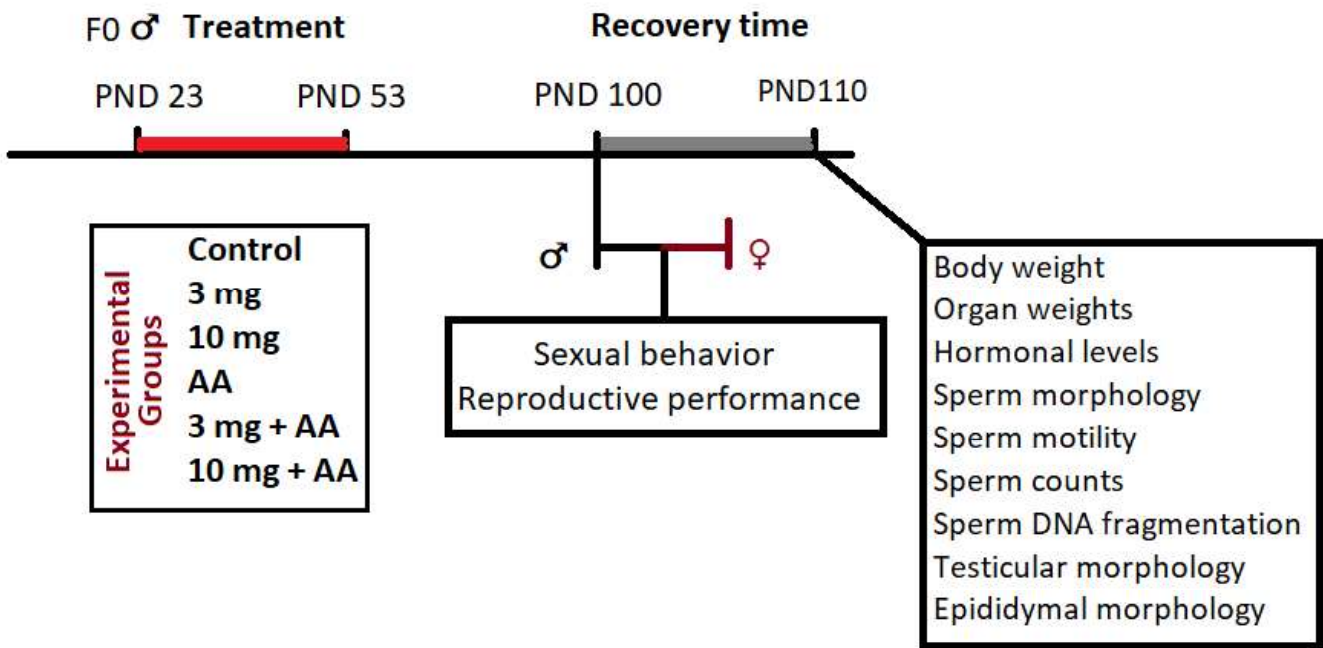 F0 ♂ Treatment
Recovery time
PND 23
PND 53
PND 100
PND110
Experimental
Groups
Control
3 mg
10 mg
AA
3 mg + AA
10 mg + AA
♂
♀
Sexual behavior
Reproductive performance
Body weight
Organ weights
Hormonal levels
Sperm morphology
Sperm motility
Sperm counts
Sperm DNA fragmentation
Testicular morphology
Epididymal morphology